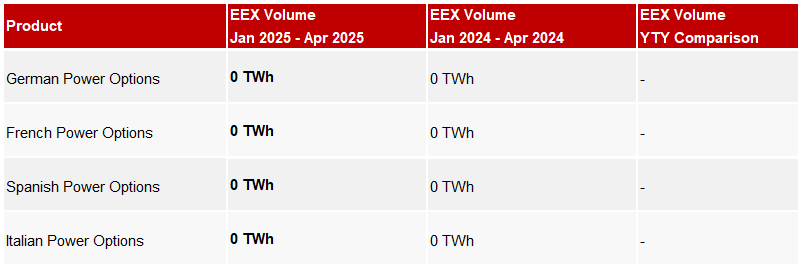 Product
EEX Volume
Jan 2025 - Apr 2025
EEX Volume
Jan 2024 - Apr 2024
EEX Volume
YTY Comparison
German Power Options 0 TWh 0 TWh -
French Power Options 0 TWh 0 TWh -
Spanish Power Options 0 TWh 0 TWh -
Italian Power Options 0 TWh 0 TWh -